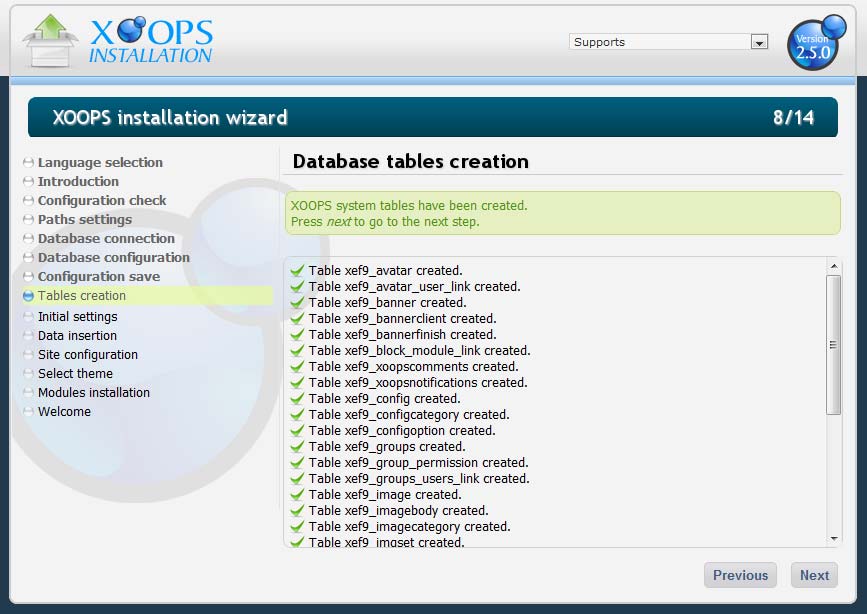 XOOPS
INSTALLATION
Supports
Version
2.5.0
XOOPS installation wizard
8/14
Language selection
Introduction
Configuration check
Paths settings
Database connection
Database configuration
Configuration save
Tables creation
Initial settings
Data insertion
Site configuration
Select theme
Modules installation
Welcome
Database tables creation
XOOPS system tables have been created.
Press next to go to the next step.
Table xef9_avatar created.
Table xef9_avatar_user_link created.
Table xef9_banner created.
Table xef9_bannerclient created.
Table xef9_bannerfinish created.
Table xef9_block_module_link created.
Table xef9_xoopscomments created.
Table xef9_xoopsnotifications created.
Table xef9_config created.
Table xef9_configcategory created.
Table xef9_configoption created.
Table xef9_groups created.
Table xef9_group_permission created.
Table xef9_groups_users_link created.
Table xef9_image created.
Table xef9_imagebody created.
Table xef9_imagecategory created.
Table xef9_imgset created.
Previous
Next